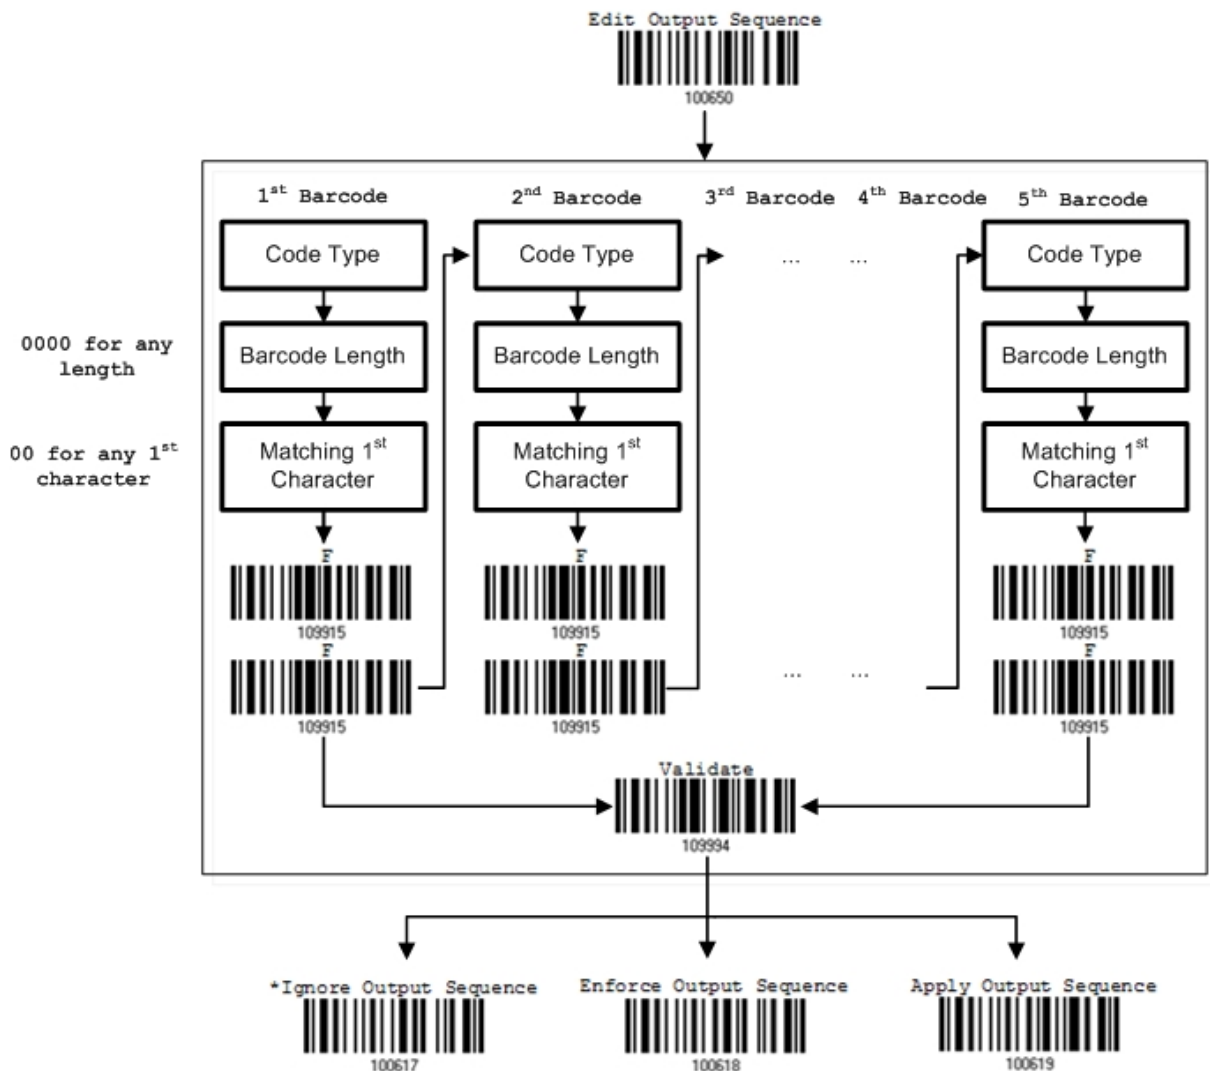 Edit Output Sequence
100650
1st Barcode 2nd Barcode 3rd Barcode 4th Barcode 5th Barcode
Code Type Code Type ... ... Code Type
0000 for any
length
Barcode Length Barcode Length Barcode Length
00 for any 1st
character
Matching 1st
Character
Matching 1st
Character
Matching 1st
Character
F F F
109915 109915 109915
F F F
... ...
109915 109915 109915
Validate
109994
*Ignore Output Sequence Enforce Output Sequence Apply Output Sequence
100617 100618 100619